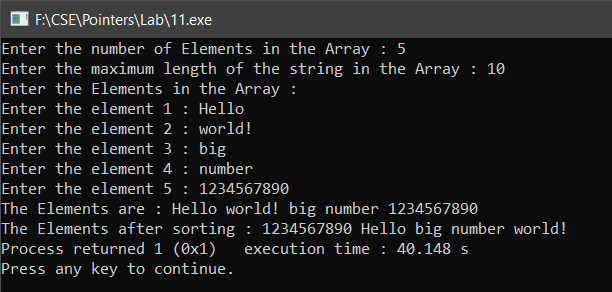 F:\CSE\Pointers\Lab\11.exe
Enter the number of Elements in the Array : 5
Enter the maximum length of the string in the Array : 10
Enter the Elements in the Array :
Enter the element 1 : Hello
Enter the element 2 : world!
Enter the element 3 : big
Enter the element 4 : number
Enter the element 5 : 1234567890
The Elements are : Hello world! big number 1234567890
The Elements after sorting : 1234567890 Hello big number world!
Process returned 1 (0x1)   execution time : 40.148 s
Press any key to continue.